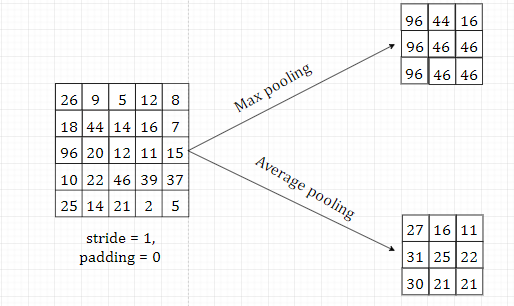 96 44 16
96 46 46
96 46 46
Max pooling
26 9 5 12 8
18 44 14 16 7
96 20 12 11 15
10 22 46 39 37
25 14 21 2 5
stride = 1,
padding = 0
Average pooling
27 16 11
31 25 22
30 21 21